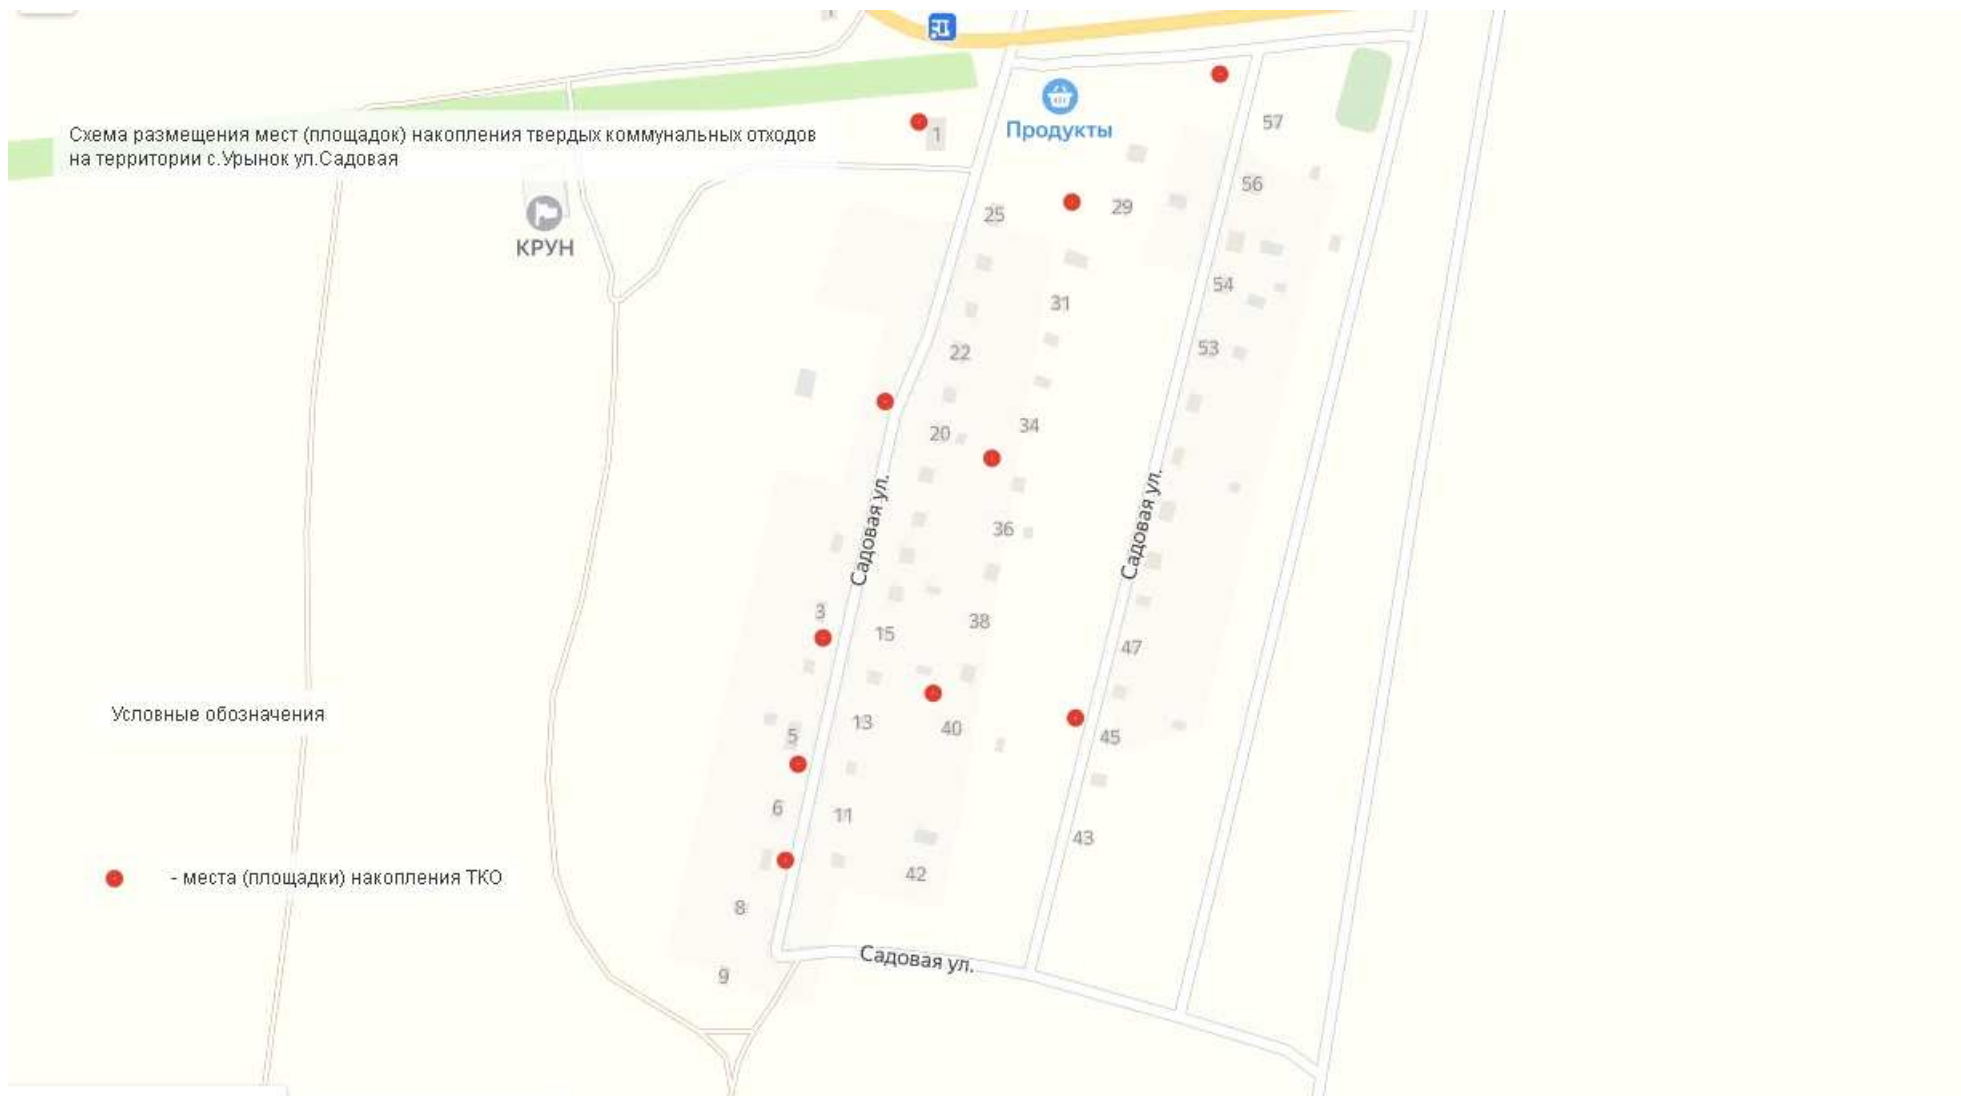 Схема размещения мест (площадок) накопления твердых коммунальных отходов
на территории с.Урынок ул.Садовая
1
Продукты
57
56
КРУН
25
29
54
31
22
53
20
34
Садовая ул.
Садовая ул.
36
3
15
38
47
Условные обозначения
5
13
40
45
6
11
43
- места (площадки) накопления ТКО
42
8
Садовая ул.
9